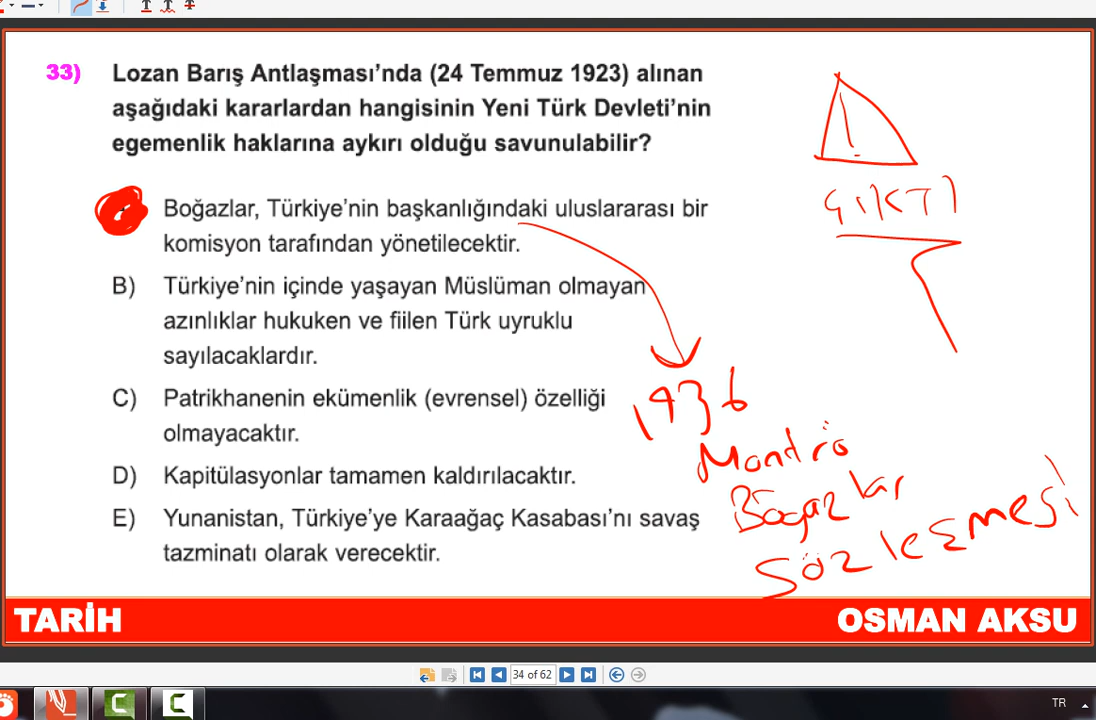 33) Lozan Barış Antlaşması’nda (24 Temmuz 1923) alınan
aşağıdaki kararlardan hangisinin Yeni Türk Devleti’nin
egemenlik haklarına aykırı olduğu savunulabilir?
Boğazlar, Türkiye’nin başkanlığındaki uluslararası bir
komisyon tarafından yönetilecektir.
B) Türkiye’nin içinde yaşayan Müslüman olmayan
azınlıklar hukuken ve fiilen Türk uyruklu
sayılacaklardır.
C) Patrikhanenin ekümenlik (evrensel) özelliği
olmayacaktır.
D) Kapitülasyonlar tamamen kaldırılacaktır.
E) Yunanistan, Türkiye’ye Karaağaç Kasabası’nı savaş
tazminatı olarak verecektir.
!
ÇIKTI
1936
Mondrö
Boğazlar
Sözleşmesi
TARİH
OSMAN AKSU
34 of 62
TR